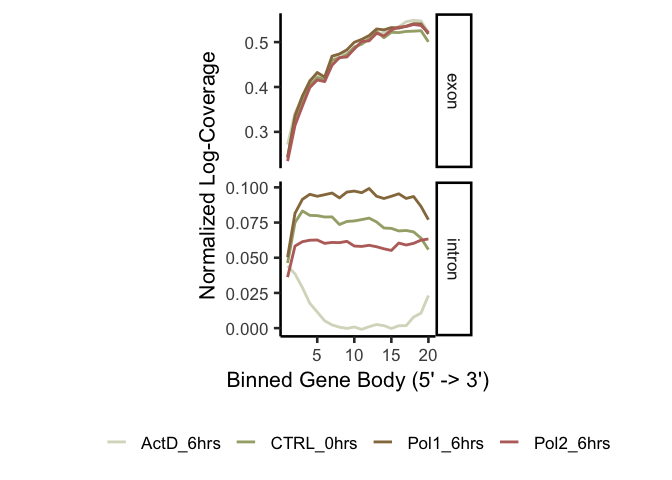 Normalized Log-Coverage
0.5
0.4
0.3
exon
0.100
0.075
0.050
0.025
0.000
intron
5 10 15 20
Binned Gene Body (5' -> 3')
ActD_6hrs CTRL_0hrs Pol1_6hrs Pol2_6hrs